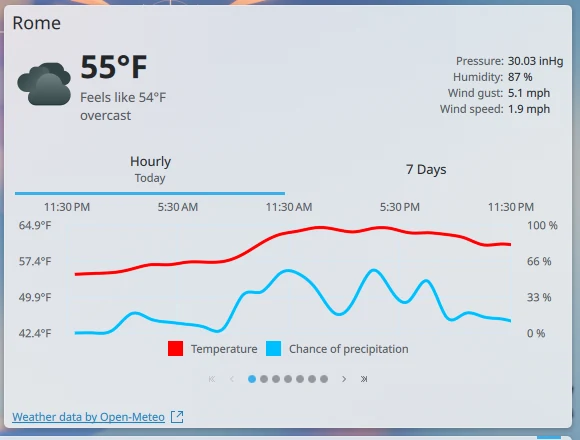 Rome
55°F
Feels like 54°F
overcast
Pressure: 30.03 inHg
Humidity: 87 %
Wind gust: 5.1 mph
Wind speed: 1.9 mph
Hourly
Today
7 Days
11:30 PM 5:30 AM 11:30 AM 5:30 PM 11:30 PM
64.9°F 100 %
57.4°F 66 %
49.9°F 33 %
42.4°F 0 %
Temperature Chance of precipitation
Weather data by Open-Meteo